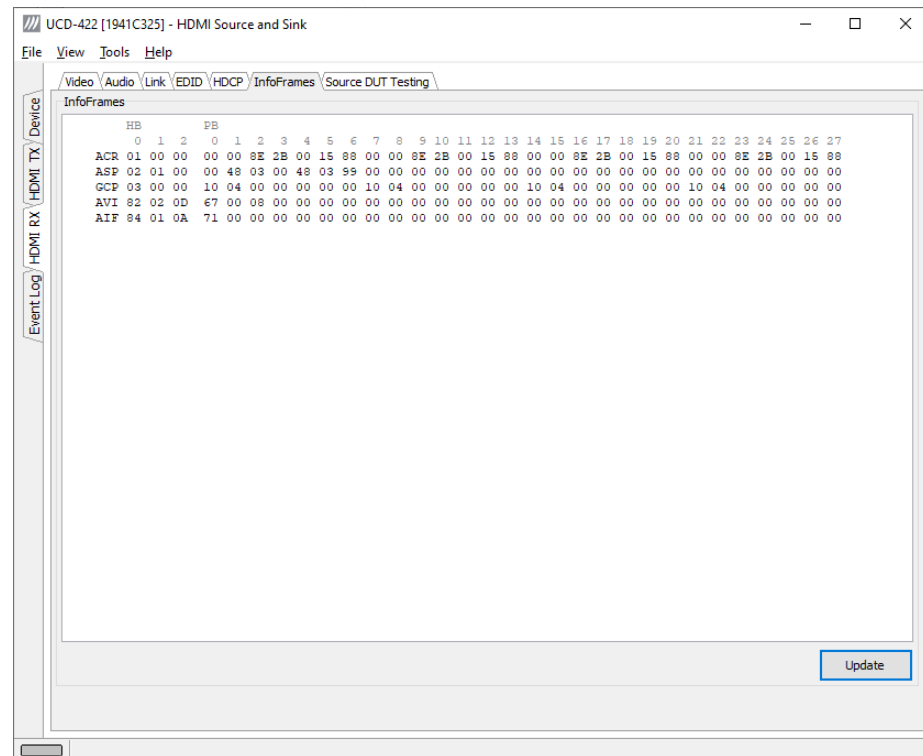 UCD-422 [1941C325] - HDMI Source and Sink
File View Tools Help
Video Audio Link EDID HDCP InfoFrames Source DUT Testing
Device
HDMI TX
HDMI RX
Event Log
InfoFrames
HB PB
0 1 2 0 1 2 3 4 5 6 7 8 9 10 11 12 13 14 15 16 17 18 19 20 21 22 23 24 25 26 27
ACR 01 00 00 00 00 8E 2B 00 15 88 00 00 8E 2B 00 15 88 00 00 8E 2B 00 15 88 00 00 8E 2B 00 15 88
ASP 02 01 00 00 48 03 00 48 03 99 00 00 00 00 00 00 00 00 00 00 00 00 00 00 00 00 00 00 00 00 00
GCP 03 00 00 10 04 00 00 00 00 00 10 04 00 00 00 00 00 10 04 00 00 00 00 00 10 04 00 00 00 00 00
AVI 82 02 0D 67 00 08 00 00 00 00 00 00 00 00 00 00 00 00 00 00 00 00 00 00 00 00 00 00 00 00 00
AIF 84 01 0A 71 00 00 00 00 00 00 00 00 00 00 00 00 00 00 00 00 00 00 00 00 00 00 00 00 00 00 00
Update